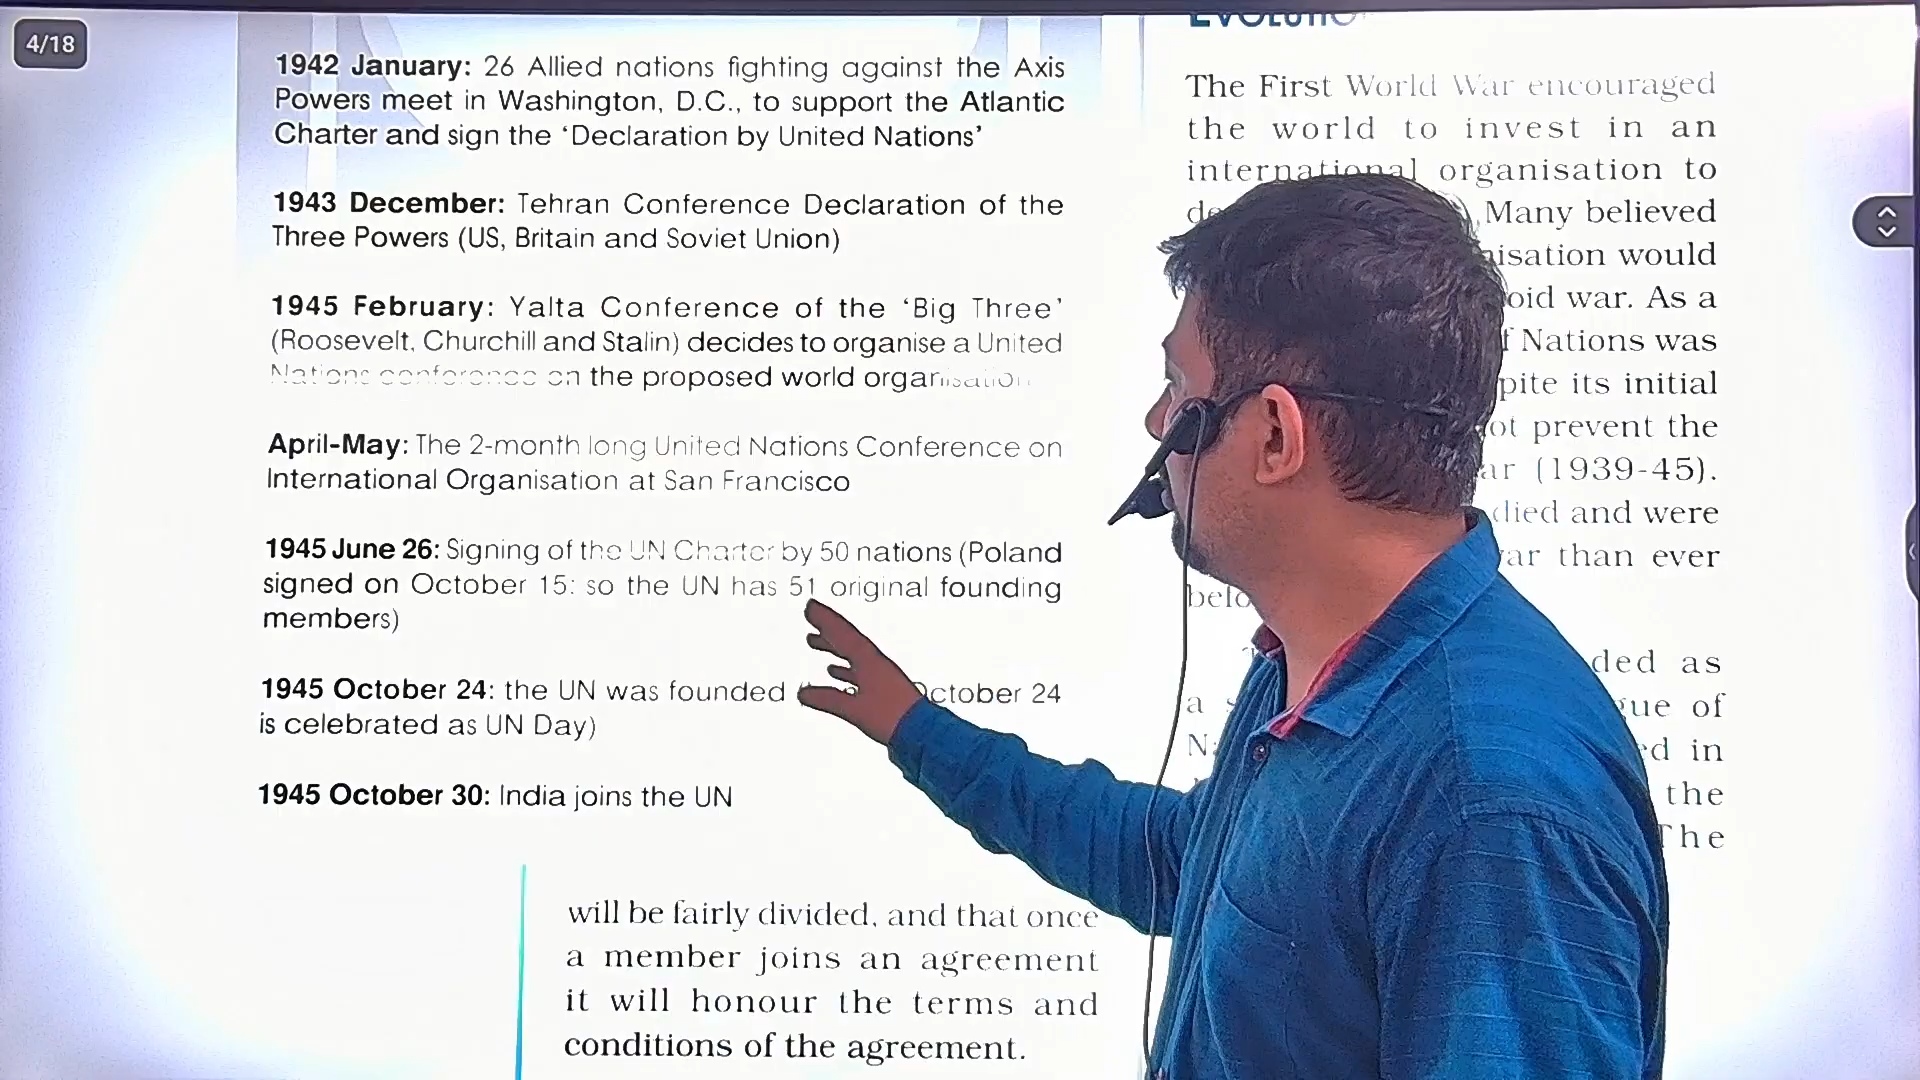 4/18
1942 January: 26 Allied nations fighting against the Axis
Powers meet in Washington, D.C., to support the Atlantic
Charter and sign the ‘Declaration by United Nations’
1943 December: Tehran Conference Declaration of the
Three Powers (US, Britain and Soviet Union)
1945 February: Yalta Conference of the ‘Big Three’
(Roosevelt, Churchill and Stalin) decides to organise a United
Nations conference on the proposed world organisation
April-May: The 2-month long United Nations Conference on
International Organisation at San Francisco
1945 June 26: Signing of the UN Charter by 50 nations (Poland
signed on October 15: so the UN has 51 original founding
members)
1945 October 24: the UN was founded October 24
is celebrated as UN Day)
1945 October 30: India joins the UN
will be fairly divided, and that once
a member joins an agreement
it will honour the terms and
conditions of the agreement.
The First World War encouraged
the world to invest in an
international organisation to
Many believed
would
war. As a
Nations was
its initial
prevent the
(1939-45).
died and were
than ever
as
a
of
in
the
The